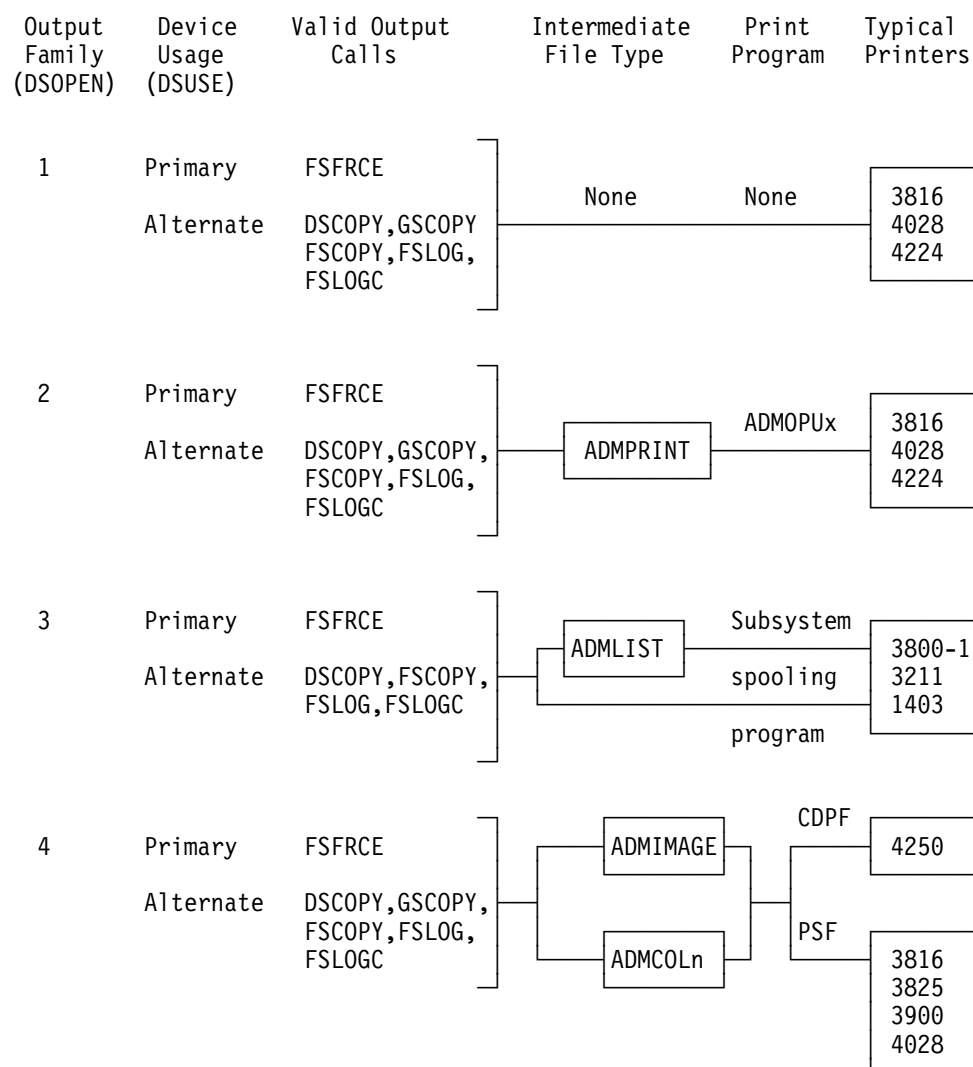 Output Device Valid Output Intermediate Print Typical
Family Usage Calls File Type Program Printers
(DSOPEN) (DSUSE)
1 Primary FSFRCE
None None 3816
Alternate DSCOPY,GSCOPY 4028
FSCOPY,FSLOG, 4224
FSLOGC
2 Primary FSFRCE
ADMOPUx 3816
Alternate DSCOPY,GSCOPY, ADMPRINT 4028
FSCOPY,FSLOG, 4224
FSLOGC
3 Primary FSFRCE Subsystem
ADMLIST 3800-1
Alternate DSCOPY,FSCOPY, spooling 3211
FSLOG,FSLOGC 1403
program
CDPF
4 Primary FSFRCE ADMIMAGE 4250
Alternate DSCOPY,GSCOPY,
FSCOPY,FSLOG, PSF
FSLOGC ADMCOLn 3816
3825
3900
4028